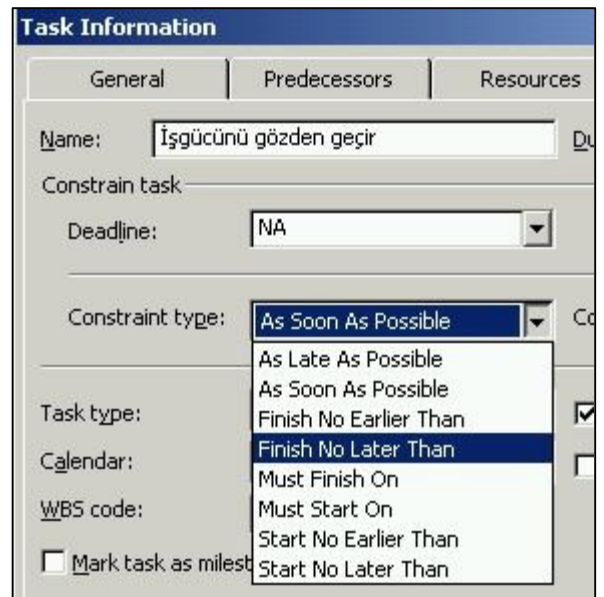 Task Information
General Predecessors Resources
Name: İşgücünü gözden geçir
Constrain task
Deadline: NA
Constraint type: As Soon As Possible
As Late As Possible
As Soon As Possible
Finish No Earlier Than
Task type:
Finish No Later Than
Calendar:
Must Finish On
WBS code:
Must Start On
Start No Earlier Than
Mark task as milest
Start No Later Than